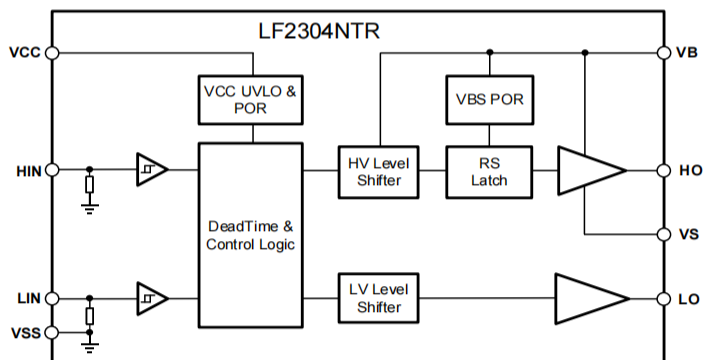 LF2304NTR
VCC
VB
VCC UVLO &
POR
VBS POR
HIN
HV Level
Shifter
RS
Latch
HO
DeadTime &
Control Logic
VS
LIN
LV Level
Shifter
LO
VSS